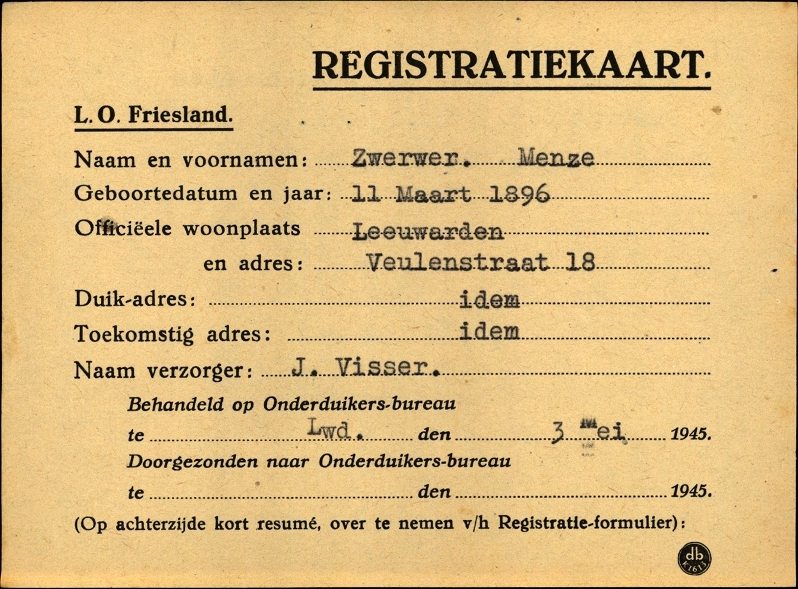 REGISTRATIEKAART.
L. O. Friesland.
Naam en voornamen: Zwerwer. Menze
Geboortedatum en jaar: 11 Maart 1896
Officiëele woonplaats Leeuwarden
en adres: Veulenstraat 18
Duik-adres: idem
Toekomstig adres: idem
Naam verzorger: J. Visser.
Behandeld op Onderduikers-bureau
te Lwd. den 3 Mei 1945.
Doorgezonden naar Onderduikers-bureau
te den 1945.
(Op achterzijde kort resumé, over te nemen v/h Registratie-formulier):
db
K 1611